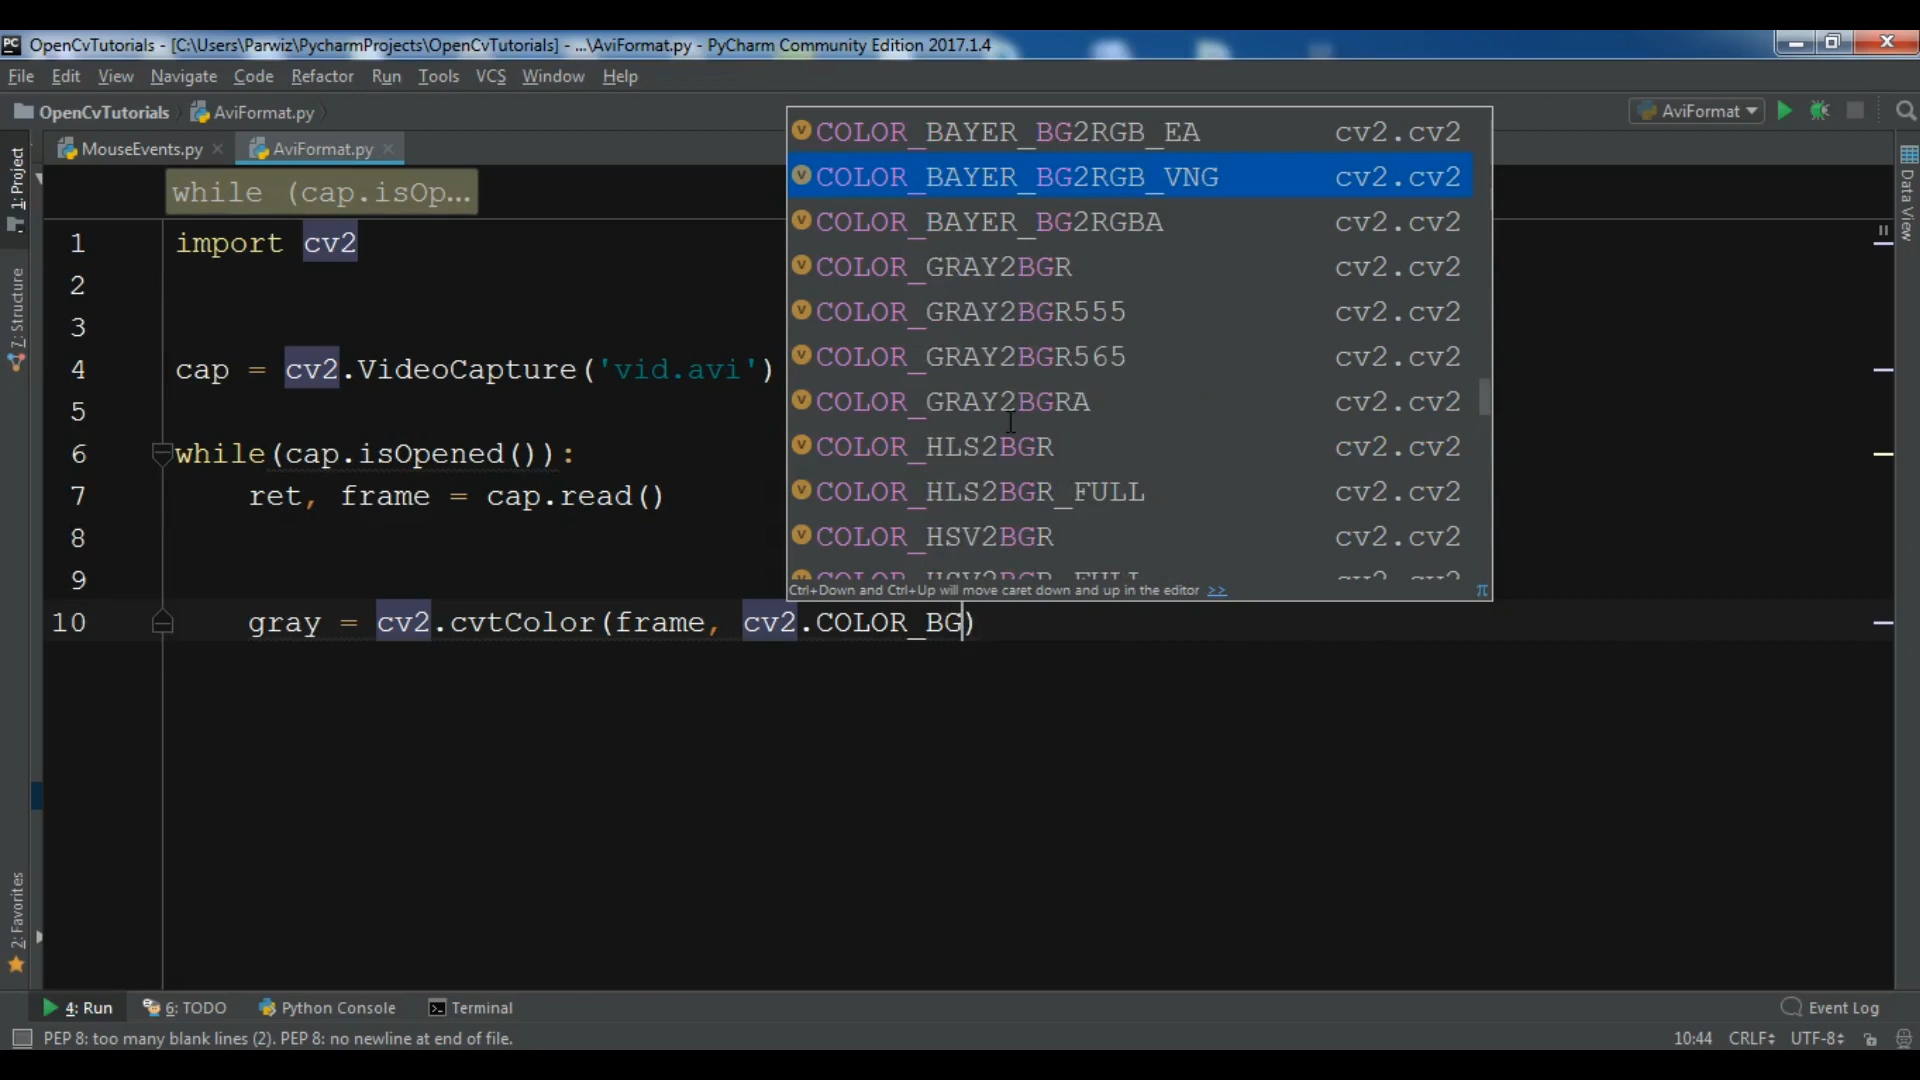 OpenCvTutorials - [C:\Users\Parwiz\PycharmProjects\OpenCvTutorials] - ...\AviFormat.py - PyCharm Community Edition 2017.1.4
File Edit View Navigate Code Refactor Run Tools VCS Window Help
OpenCvTutorials AviFormat.py AviFormat
MouseEvents.py AviFormat.py
1: Project
7: Structure
2: Favorites
Data View
while (cap.isOp...
1 import cv2
2
3
4 cap = cv2.VideoCapture('vid.avi')
5
6 while(cap.isOpened()):
7 ret, frame = cap.read()
8
9
10 gray = cv2.cvtColor(frame, cv2.COLOR_BG)
COLOR_BAYER_BG2RGB_EA cv2.cv2
COLOR_BAYER_BG2RGB_VNG cv2.cv2
COLOR_BAYER_BG2RGBA cv2.cv2
COLOR_GRAY2BGR cv2.cv2
COLOR_GRAY2BGR555 cv2.cv2
COLOR_GRAY2BGR565 cv2.cv2
COLOR_GRAY2BGRA cv2.cv2
COLOR_HLS2BGR cv2.cv2
COLOR_HLS2BGR_FULL cv2.cv2
COLOR_HSV2BGR cv2.cv2
COLOR_HSV2BGR_FULL cv2.cv2
Ctrl+Down and Ctrl+Up will move caret down and up in the editor >> π
4: Run 6: TODO Python Console Terminal Event Log
PEP 8: too many blank lines (2). PEP 8: no newline at end of file. 10:44 CRLF UTF-8